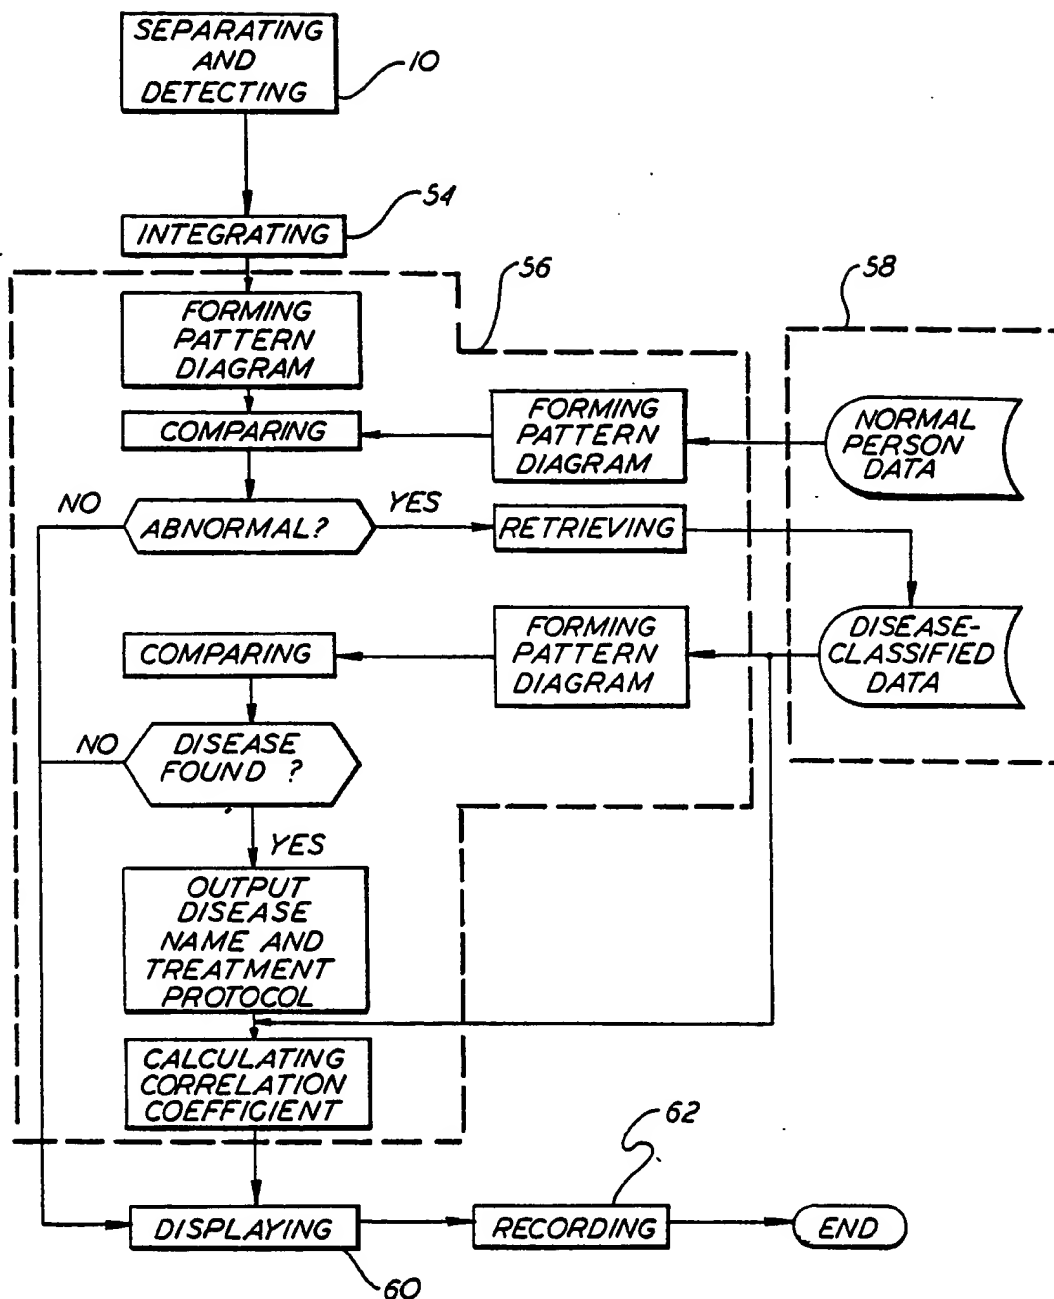 SEPARATING
AND
DETECTING
10
54
INTEGRATING
56
58
FORMING
PATTERN
DIAGRAM
COMPARING
FORMING
PATTERN
DIAGRAM
NORMAL
PERSON
DATA
NO
ABNORMAL?
YES
RETRIEVING
COMPARING
FORMING
PATTERN
DIAGRAM
DISEASE-
CLASSIFIED
DATA
NO
DISEASE
FOUND ?
YES
OUTPUT
DISEASE
NAME AND
TREATMENT
PROTOCOL
CALCULATING
CORRELATION
COEFFICIENT
62
DISPLAYING
RECORDING
END
60